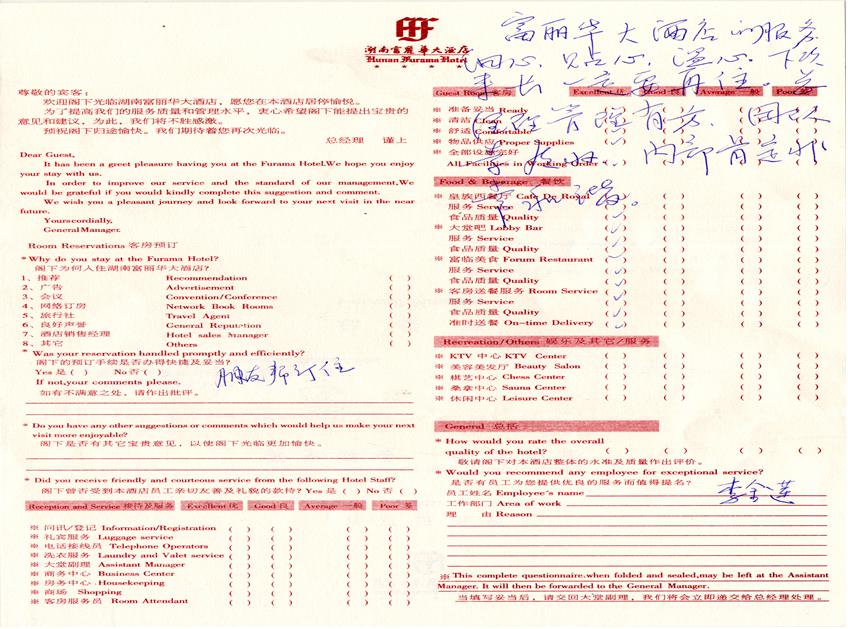 湖南富麗華大酒店
Hunan Furama Hotel
富丽华大酒店的服务
用心、贴心、温心。下次
来长一定要再住。总
经理管理有方,团队
尊敬的宾客:
欢迎阁下光临湖南富丽华大酒店,愿您在本酒店居停愉悦。
为了提高我们的服务质量和管理水平,衷心希望阁下能提出宝贵的
意见和建议,为此,我们将不胜感激。
预祝阁下归途愉快。我们期待着您再次光临。
总经理 谨上
Dear Guest,
It has been a greet pleasure having you at the Furama Hotel.We hope you enjoy
your stay with us.
In order to improve our service and the standard of our management,We
would be grateful if you would kindly complete this suggestion and comment.
We wish you a pleasant journey and look forward to your next visit in the near
future.
Yourscordially,
GeneralManager.
Room Reservations 客房预订
*Why do you stay at the Furama Hotel?
阁下为何入住湖南富丽华大酒店?
1、推荐 Recommendation ( )
2、广告 Advertisement ( )
3、会议 Convention/Conference ( )
4、网络订房 Network Book Rooms ( )
5、旅行社 Travel Agent ( )
6、良好声誉 General Reputation ( )
7、酒店销售经理 Hotel sales Manager ( )
8、其它 Others ( )
* Was your reservation handled promptly and efficiently?
阁下的预订手续是否办得快捷及妥当?
Yes 是 ( ) No否 ( )
If not,your comments please.
如有不满意之处,请作出批评。
朋友帮订住
* Do you have any other suggestions or comments which would help us make your next
visit more enjoyable?
阁下是否有其它宝贵意见,以使阁下光临更加愉快。
* Did you receive friendly and courteous service from the following Hotel Staff?
阁下曾否受到本酒店员工亲切友善及礼貌的款待? Yes 是 ( ) No 否 ( )
Reception and Service 接待及服务 Excellent 优 Good 良 Average 一般 Poor 差
※ 问讯/登记 Information/Registration ( ) ( ) ( ) ( )
※ 礼宾服务 Luggage service ( ) ( ) ( ) ( )
※ 电话接线员 Telephone Operators ( ) ( ) ( ) ( )
※ 洗衣服务 Laundry and Valet service ( ) ( ) ( ) ( )
※ 大堂副理 Assistant Manager ( ) ( ) ( ) ( )
※ 商务中心 Business Center ( ) ( ) ( ) ( )
※ 房务中心 Housekeeping ( ) ( ) ( ) ( )
※ 商场 Shopping ( ) ( ) ( ) ( )
※ 客房服务员 Room Attendant ( ) ( ) ( ) ( )
Guest Room 客房 Excellent 优 Good 良 Average 一般 Poor 差
※ 准备妥当 Ready
※ 清洁 Clean
※ 舒适 Comfortable
※ 物品供应 Proper Supplies
※ 全部设施完好
All Facilities in Working Order
Food & Beverage 餐饮
※ 皇族西餐厅 Cafe De Royal
服务 Service
食品质量 Quality
※ 大堂吧 Lobby Bar
服务 Service
食品质量 Quality
※ 富临美食 Forum Restaurant
服务 Service
食品质量 Quality
※ 客房送餐服务 Room Service
服务 Service
食品质量 Quality
准时送餐 On-time Delivery
Recreation/Others 娱乐及其它/服务
※ KTV 中心 KTV Center ( ) ( ) ( ) ( )
※ 美容美发厅 Beauty Salon ( ) ( ) ( ) ( )
※ 棋艺中心 Chess Center ( ) ( ) ( ) ( )
※ 桑拿中心 Sauna Center ( ) ( ) ( ) ( )
※ 休闲中心 Leisure Center ( ) ( ) ( ) ( )
General 总括
* How would you rate the overall
quality of the hotel? ( ) ( ) ( ) ( )
敬请阁下对本酒店整体的水准及质量作出评价。
* Would you recommend any employee for exceptional service?
是否有员工为您提供优良的服务而值得提名?
员工姓名 Employee's name 李金莲
工作部门 Area of work
理 由 Reason
※This complete questionnaire.when folded and sealed,may be left at the Assistant
Manager. It will then be forwarded to the General Manager.
当填写妥当后,请交回大堂副理,我们将会立即递交给总经理处理。